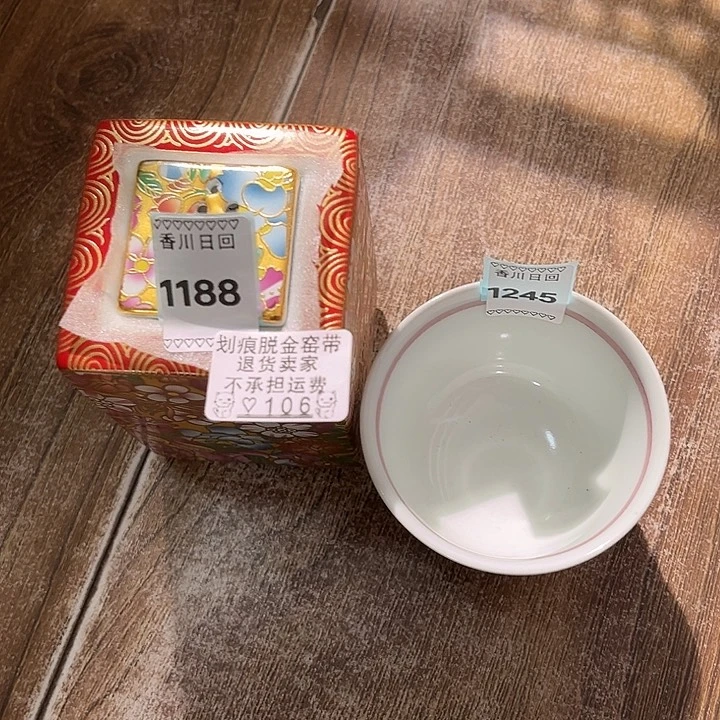 香川日回
1188
划痕脱金窑带
退货卖家
不承担运费
♡106
香川日回
1245